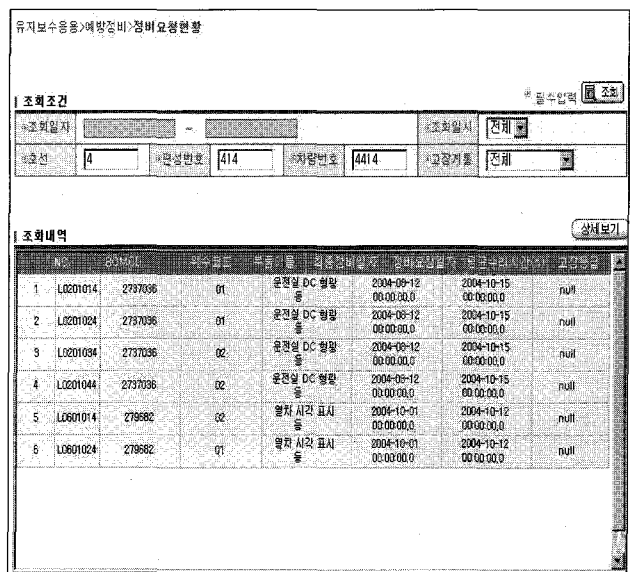 유지보수응용>예방정비>정비요청현황
조회조건
필수입력 조회
조회일자 ~ 조회일시 전체
호선 4 편성번호 414 차량번호 4414 고장계통 전체
조회내역
상세보기
NO
1 L0201014 2737036 01 운전실 DC 형광등 2004-08-12 00:00:00.0 2004-10-15 00:00:00.0 null
2 L0201024 2737036 01 운전실 DC 형광등 2004-08-12 00:00:00.0 2004-10-15 00:00:00.0 null
3 L0201034 2737036 02 운전실 DC 형광등 2004-08-12 00:00:00.0 2004-10-15 00:00:00.0 null
4 L0201044 2737036 02 운전실 DC 형광등 2004-08-12 00:00:00.0 2004-10-15 00:00:00.0 null
5 L0601014 279682 02 열차 시각 표시등 2004-10-01 00:00:00.0 2004-10-12 00:00:00.0 null
6 L0601024 279682 01 열차 시각 표시등 2004-10-01 00:00:00.0 2004-10-12 00:00:00.0 null